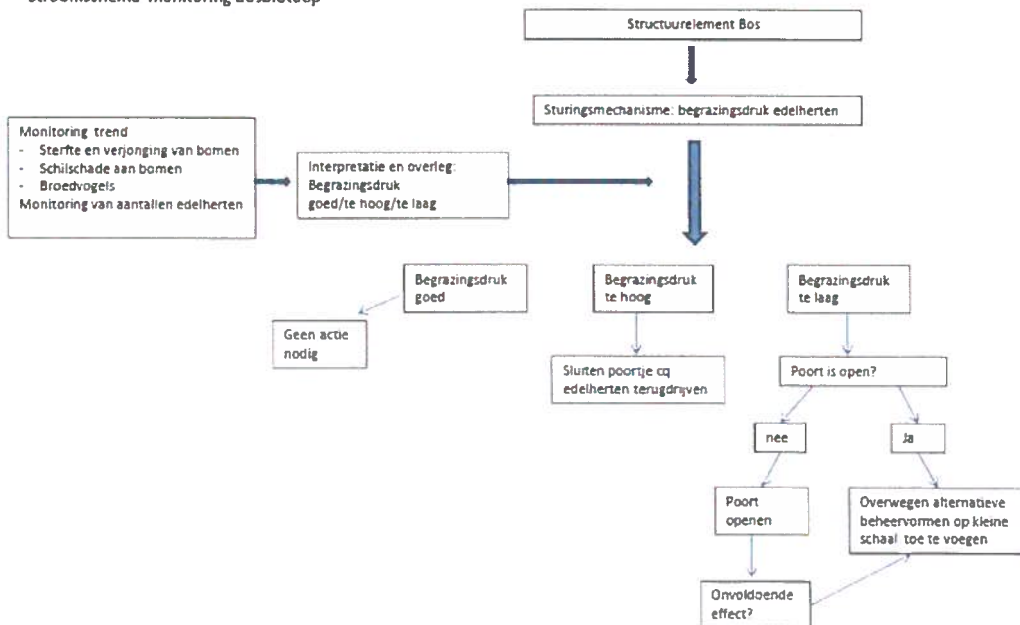 Structuurelement Bos
Sturingsmechanisme: begrazingsdruk edelherten
Monitoring trend
- Sterfte en verjonging van bomen
- Schilschade aan bomen
- Broedvogels
Monitoring van aantallen edelherten
Interpretatie en overleg:
Begrazingsdruk
goed/te hoog/te laag
Begrazingsdruk
goed
Geen actie
nodig
Begrazingsdruk
te hoog
Sluiten poortje cq
edelherten terugdrijven
Begrazingsdruk
te laag
Poort is open?
nee
Ja
Poort
openen
Overwegen alternatieve
beheervormen op kleine
schaal toe te voegen
Onvoldoende
effect?